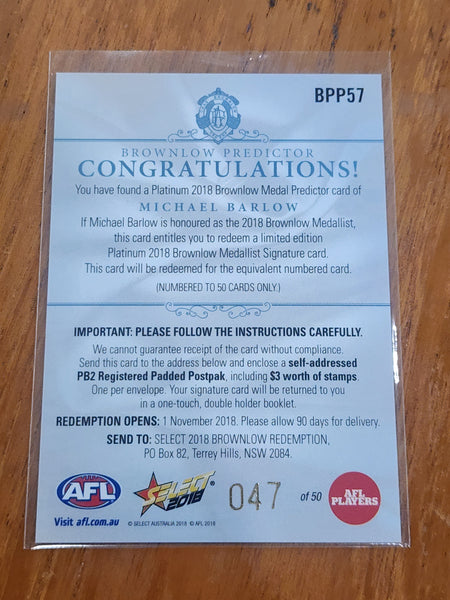 BPP57
BROWNLOW PREDICTOR
CONGRATULATIONS!
You have found a Platinum 2018 Brownlow Medal Predictor card of
MICHAEL BARLOW
If Michael Barlow is honoured as the 2018 Brownlow Medallist,
this card entitles you to redeem a limited edition
Platinum 2018 Brownlow Medallist Signature card.
This card will be redeemed for the equivalent numbered card.
(NUMBERED TO 50 CARDS ONLY.)
IMPORTANT: PLEASE FOLLOW THE INSTRUCTIONS CAREFULLY.
We cannot guarantee receipt of the card without compliance.
Send this card to the address below and enclose a self-addressed
PB2 Registered Padded Postpak, including $3 worth of stamps.
One per envelope. Your signature card will be returned to you
in a one-touch, double holder booklet.
REDEMPTION OPENS: 1 November 2018. Please allow 90 days for delivery.
SEND TO: SELECT 2018 BROWNLOW REDEMPTION,
PO Box 82, Terrey Hills, NSW 2084.
AFL
SELECT®
2018
047 of 50
AFL
PLAYERS
Visit afl.com.au
© SELECT AUSTRALIA 2018 © AFL 2018